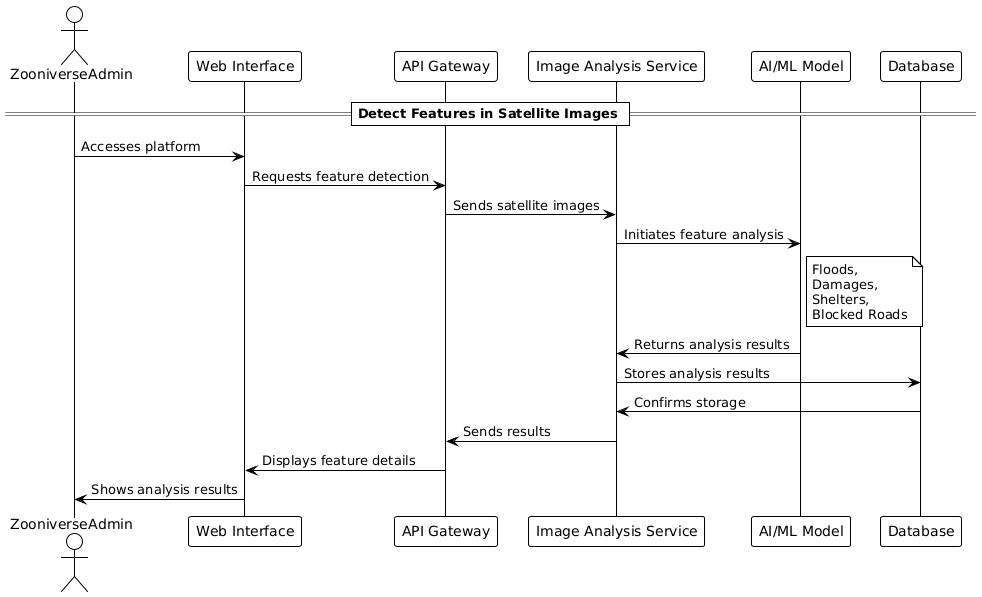 ZooniverseAdmin
Web Interface
API Gateway
Image Analysis Service
AI/ML Model
Database
Detect Features in Satellite Images
Accesses platform
Requests feature detection
Sends satellite images
Initiates feature analysis
Floods,
Damages,
Shelters,
Blocked Roads
Returns analysis results
Stores analysis results
Confirms storage
Sends results
Displays feature details
Shows analysis results
ZooniverseAdmin
Web Interface
API Gateway
Image Analysis Service
AI/ML Model
Database